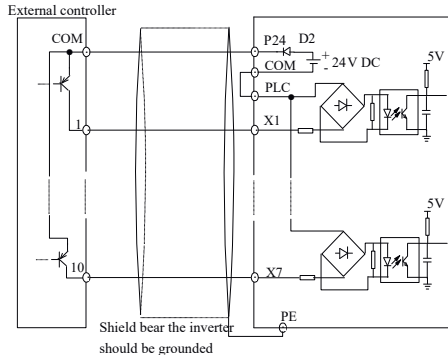 External controller
COM
P24
D2
+
24V DC
-
COM
PLC
5V
1
X1
5V
10
X7
PE
Shield bear the inverter
should be grounded